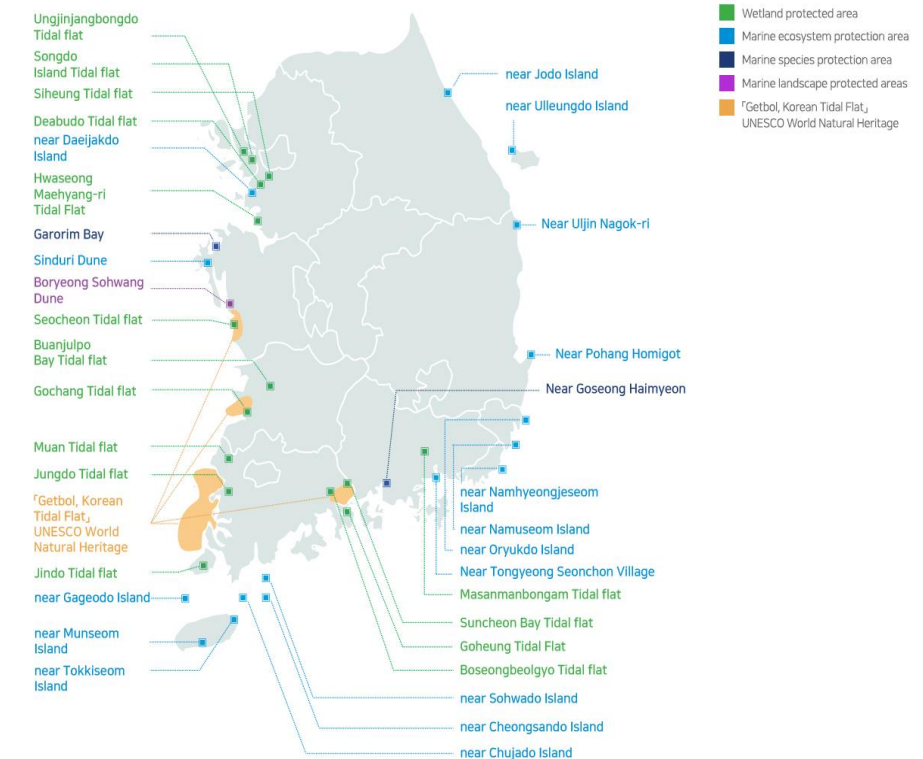 Ungjinjangbongdo
Tidal flat
Songdo
Island Tidal flat
Siheung Tidal flat
Deabudo Tidal flat
near Daeijakdo
Island
Hwaseong
Maehyang-ri
Tidal Flat
Garorim Bay
Sinduri Dune
Boryeong Sohwang
Dune
Seocheon Tidal flat
Buanjulpo
Bay Tidal flat
Gochang Tidal flat
Muan Tidal flat
Jungdo Tidal flat
「Getbol, Korean
Tidal Flat」
UNESCO World
Natural Heritage
Jindo Tidal flat
near Gageodo Island
near Munseom
Island
near Tokkiseom
Island
near Jodo Island
near Ulleungdo Island
Near Uljin Nagok-ri
Near Pohang Homigot
Near Goseong Haimyeon
near Namhyeongjeseom
Island
near Namuseom Island
near Oryukdo Island
Near Tongyeong Seonchon Village
Masanmanbongam Tidal flat
Suncheon Bay Tidal flat
Goheung Tidal Flat
Boseongbeolgyo Tidal flat
near Sohwado Island
near Cheongsando Island
near Chujado Island
Wetland protected area
Marine ecosystem protection area
Marine species protection area
Marine landscape protected areas
「Getbol, Korean Tidal Flat」
UNESCO World Natural Heritage